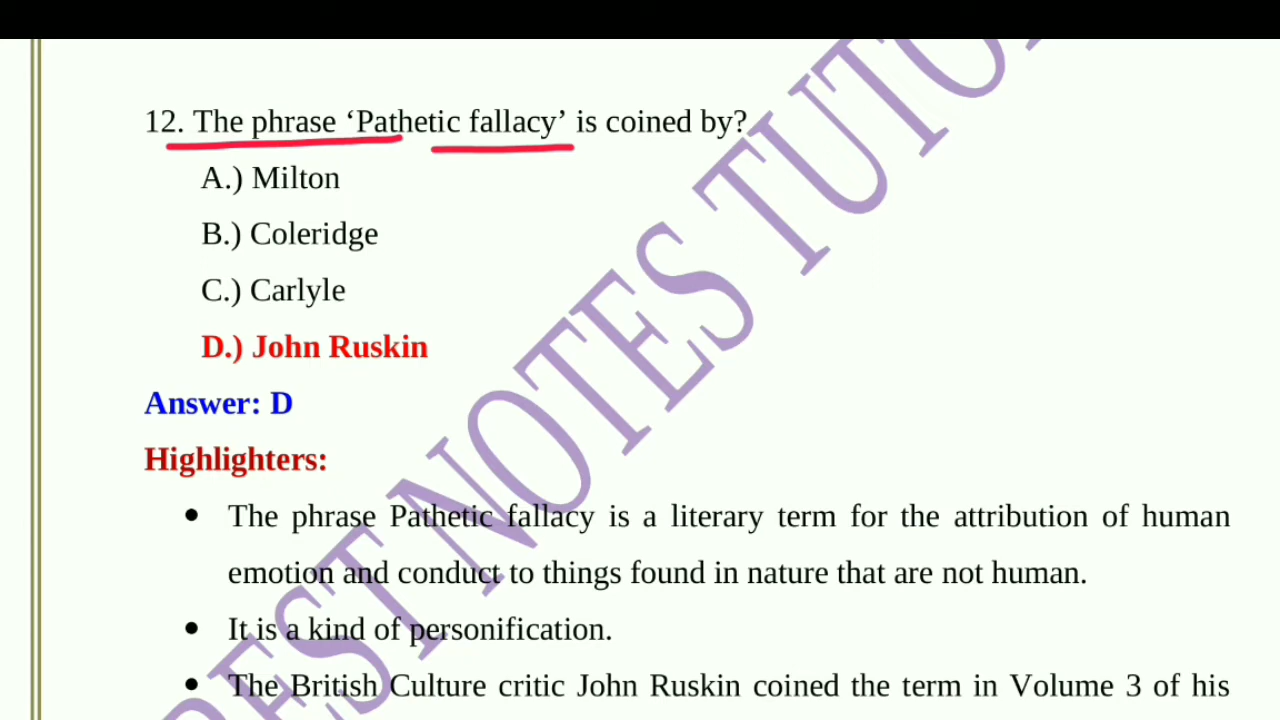 12. The phrase ‘Pathetic fallacy’ is coined by?
A.) Milton
B.) Coleridge
C.) Carlyle
D.) John Ruskin
Answer: D
Highlighters:
• The phrase Pathetic fallacy is a literary term for the attribution of human
emotion and conduct to things found in nature that are not human.
• It is a kind of personification.
• The British Culture critic John Ruskin coined the term in Volume 3 of his
EST NOTES TUTO